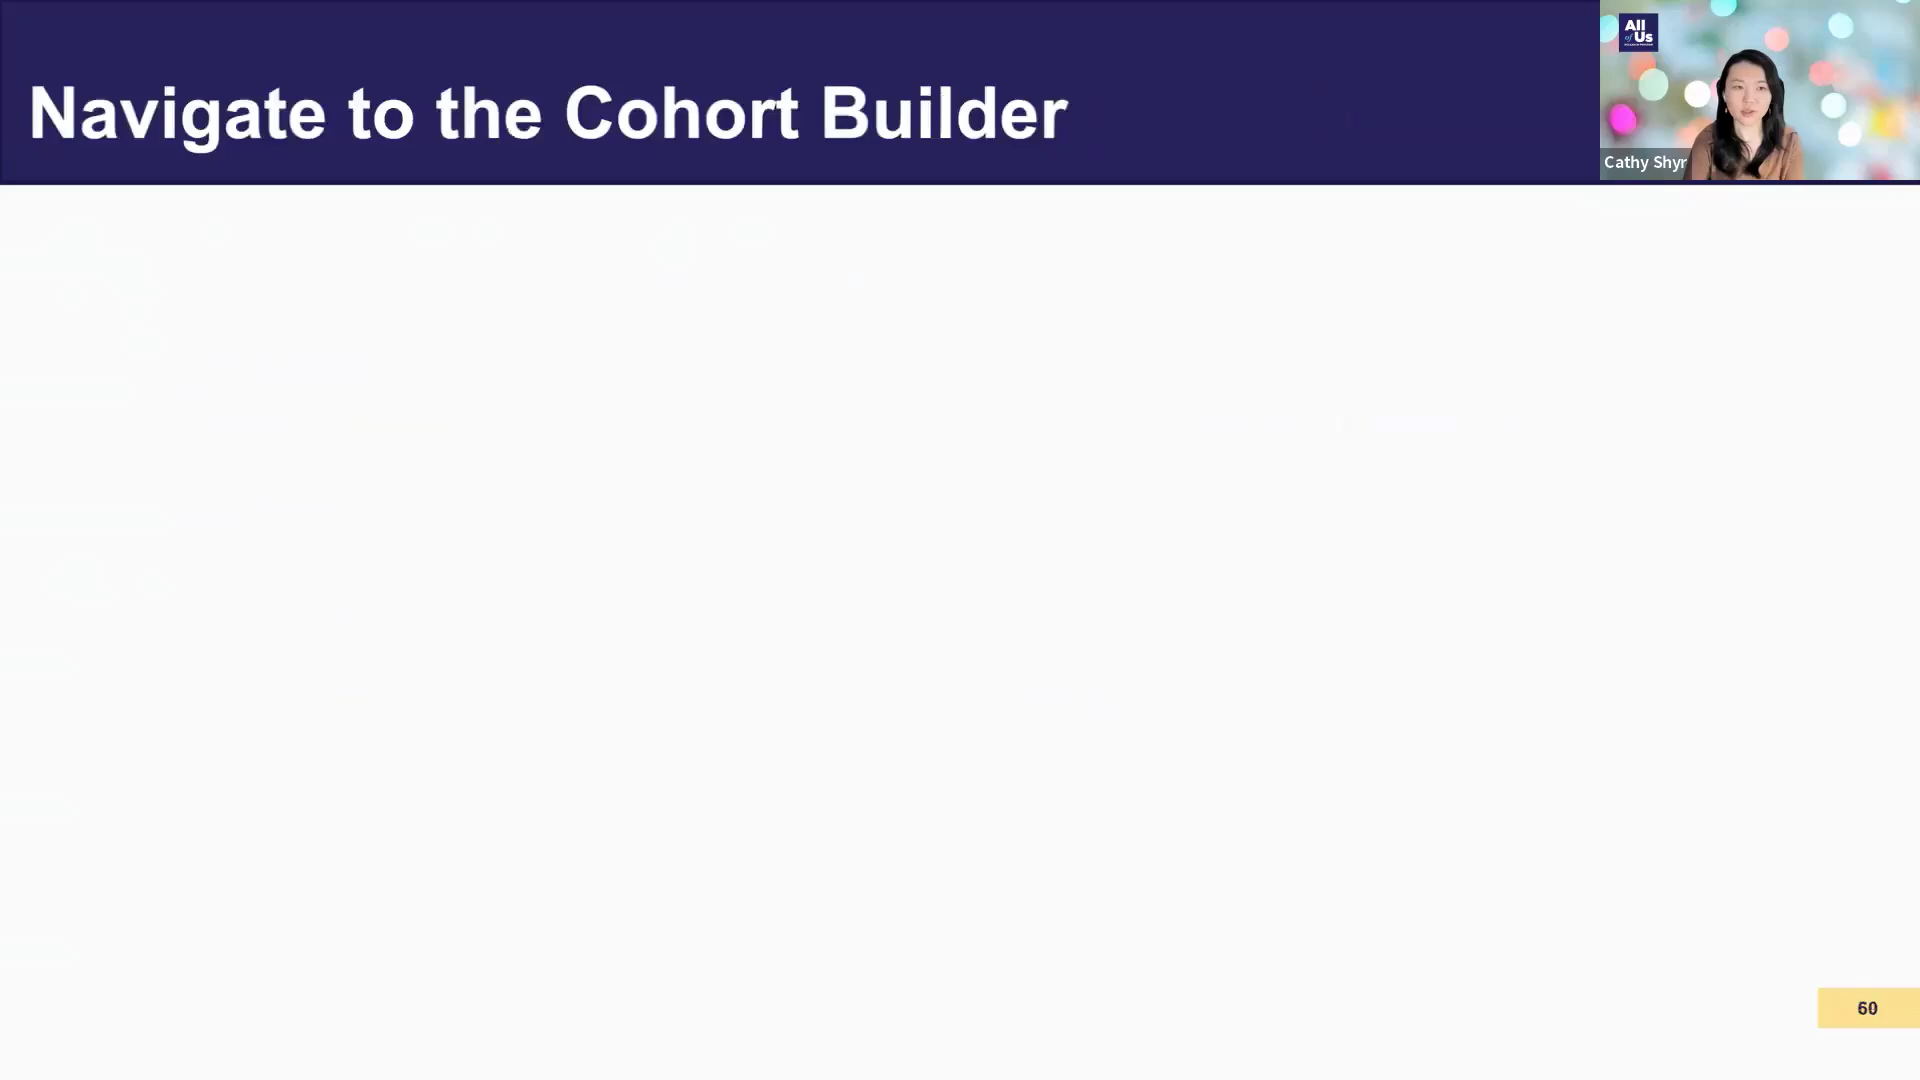 Navigate to the Cohort Builder
All
of Us
Cathy Shyr
60